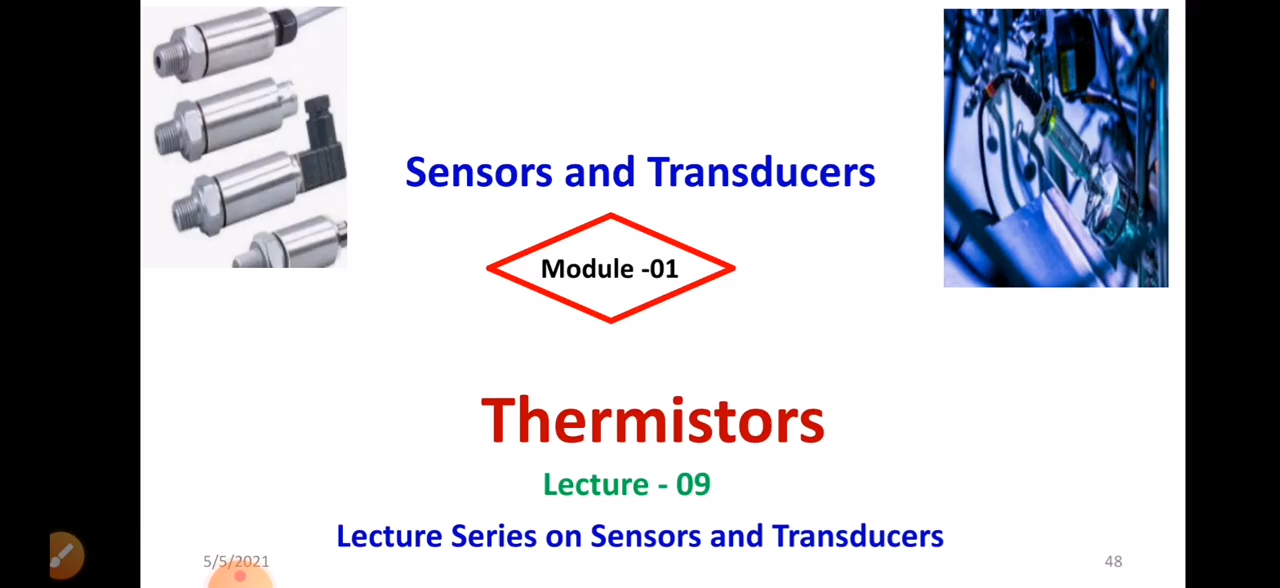 Sensors and Transducers
Module -01
Thermistors
Lecture - 09
Lecture Series on Sensors and Transducers
5/5/2021
48